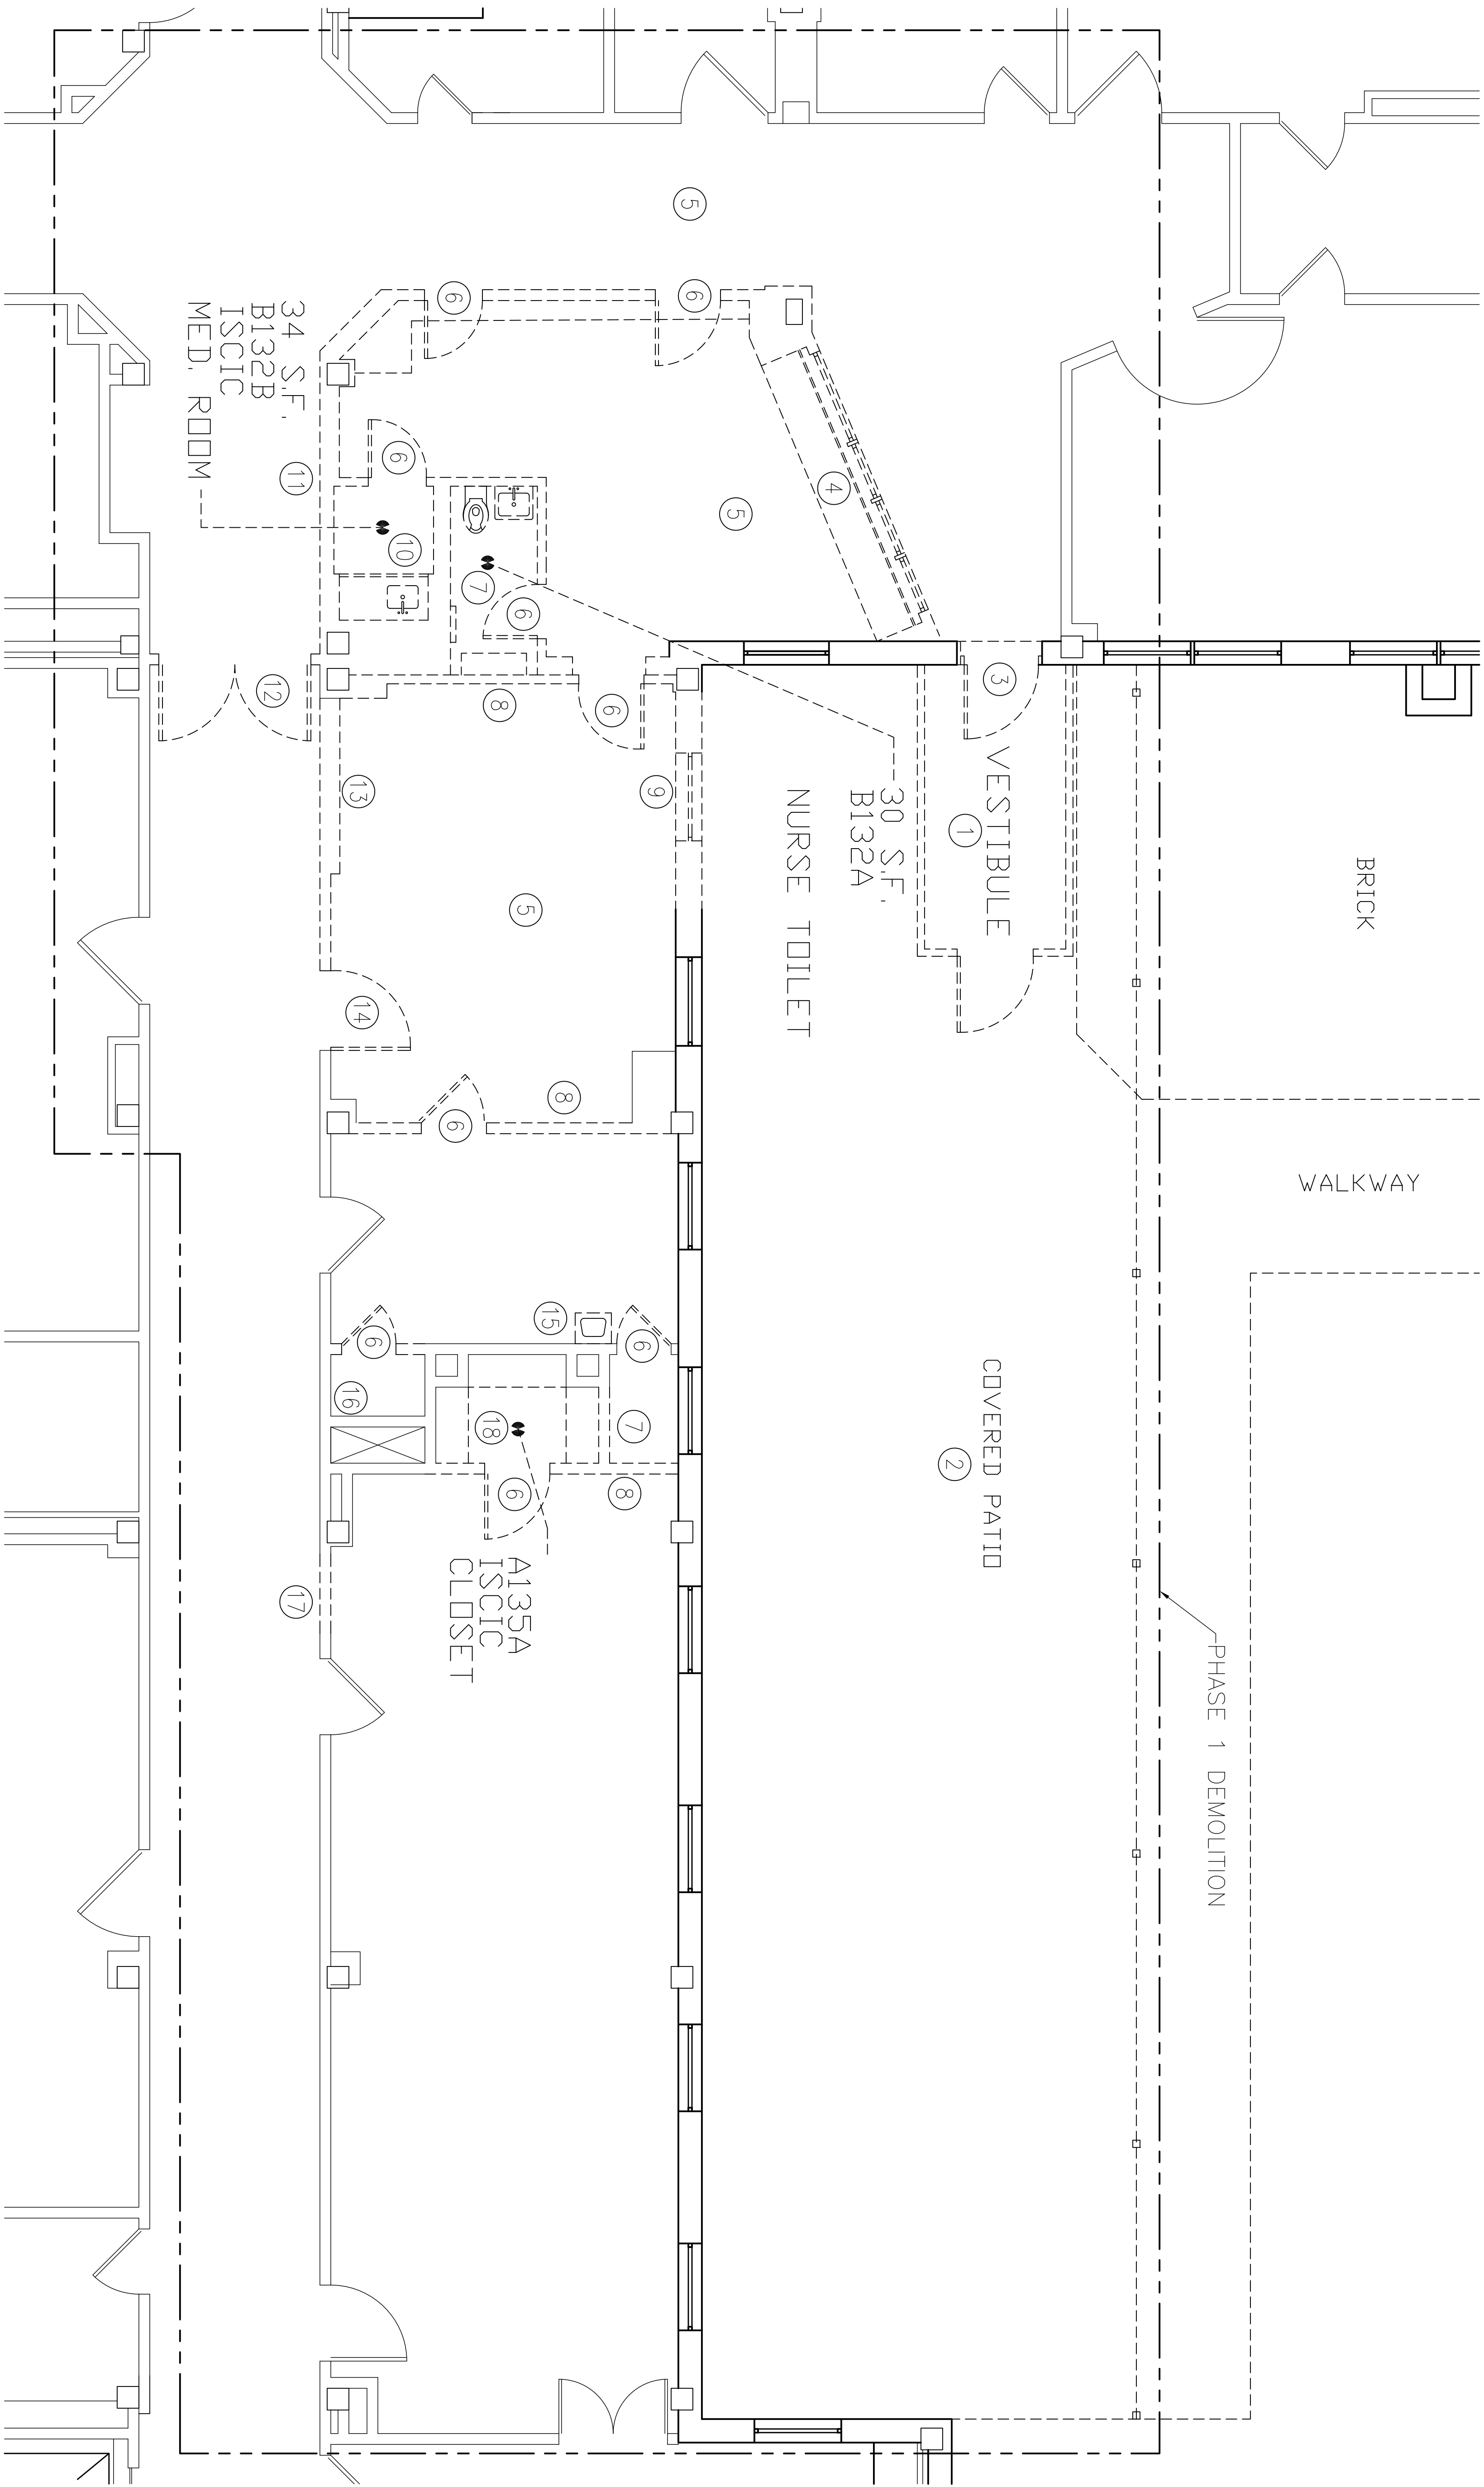 BRICK
WALKWAY
PHASE 1 DEMOLITION
3
VESTIBULE
1
COVERED PATIO
2
30 S.F.
B132A
NURSE TOILET
4
5
5
6
6
9
6
8
6
7
8
5
8
6
15
7
8
6
18
A135A
ISCIC
CLOSET
6
6
10
13
14
6
16
11
12
17
34 S.F.
B132B
ISCIC
MED. ROOM